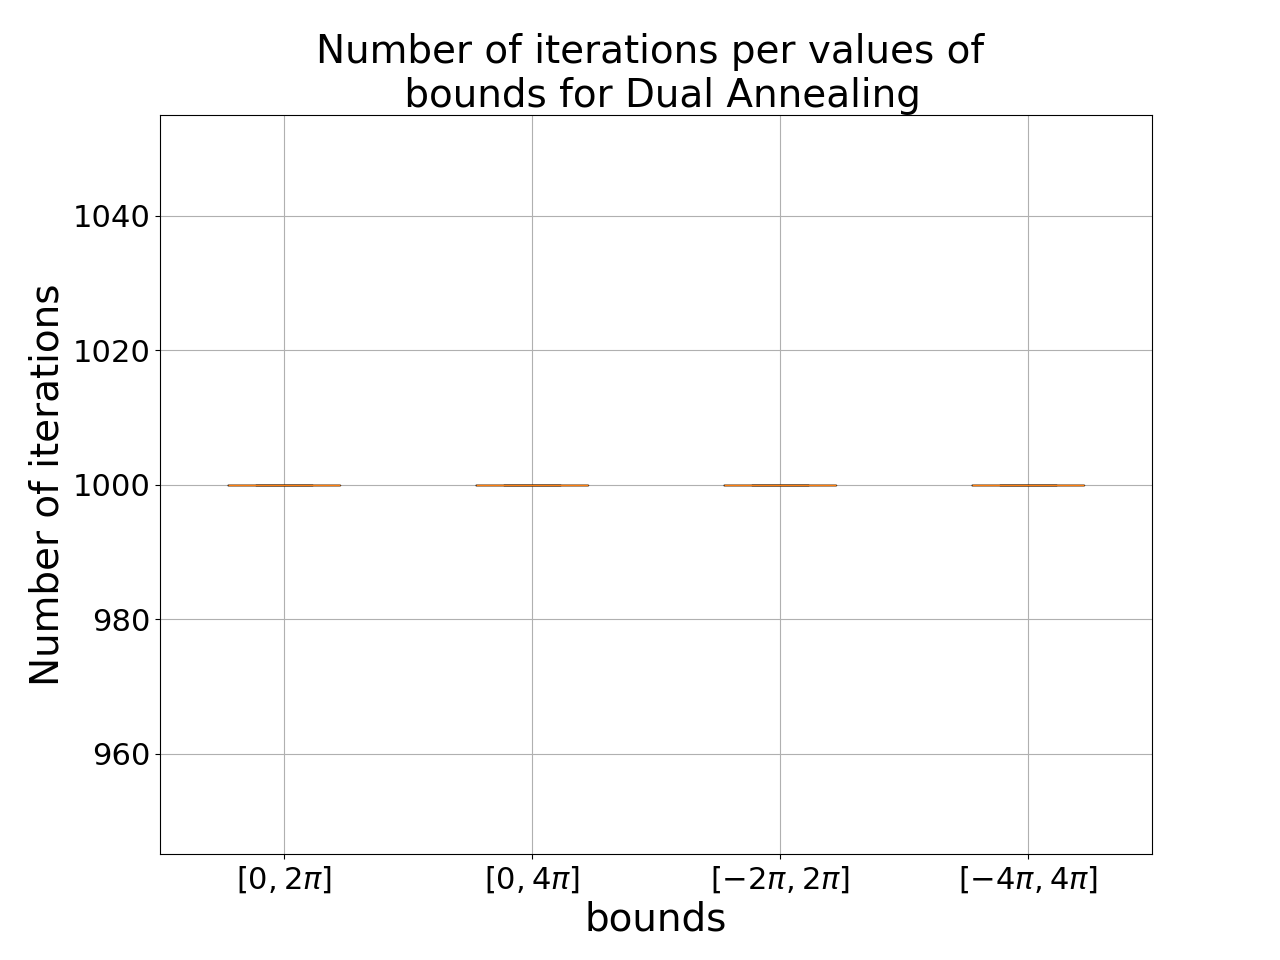 Number of iterations per values of
bounds for Dual Annealing
Number of iterations
1040
1020
1000
980
960
[0, 2π]
[0, 4π]
[−2π, 2π]
[−4π, 4π]
bounds